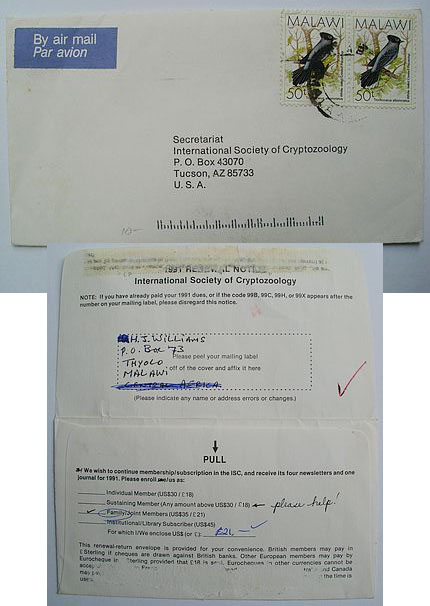 By air mail
Par avion
MALAWI
MALAWI
50t
50t
Secretariat
International Society of Cryptozoology
P. O. Box 43070
Tucson, AZ 85733
U. S. A.
1991 RENEWAL NOTICE
International Society of Cryptozoology
NOTE: If you have already paid your 1991 dues, or if the code 99B, 99C, 99H, or 99X appears after the
number on your mailing label, please disregard this notice.
H. J. WILLIAMS
P.O. Box 73
THYOLO
MALAWI
CENTRAL AFRICA
Please peel your mailing label
off of the cover and affix it here
(Please indicate any name or address errors or changes.)
PULL
We wish to continue membership/subscription in the ISC, and receive its four newsletters and one
journal for 1991. Please enroll us as:
Individual Member (US$30 / £18)
Sustaining Member (Any amount above US$30 / £18) please help!
Family/Joint Members (US$35 / £21)
Institutional/Library Subscriber (US$45)
For which I/We enclose US$ (or £) £21
This renewal-return envelope is provided for your convenience. British members may pay in
£ Sterling if cheques are drawn against British banks. Other European members may pay by
Eurocheque in Sterling provided that £18 is sent. Eurocheques in other currencies cannot be
and Canada
the time is